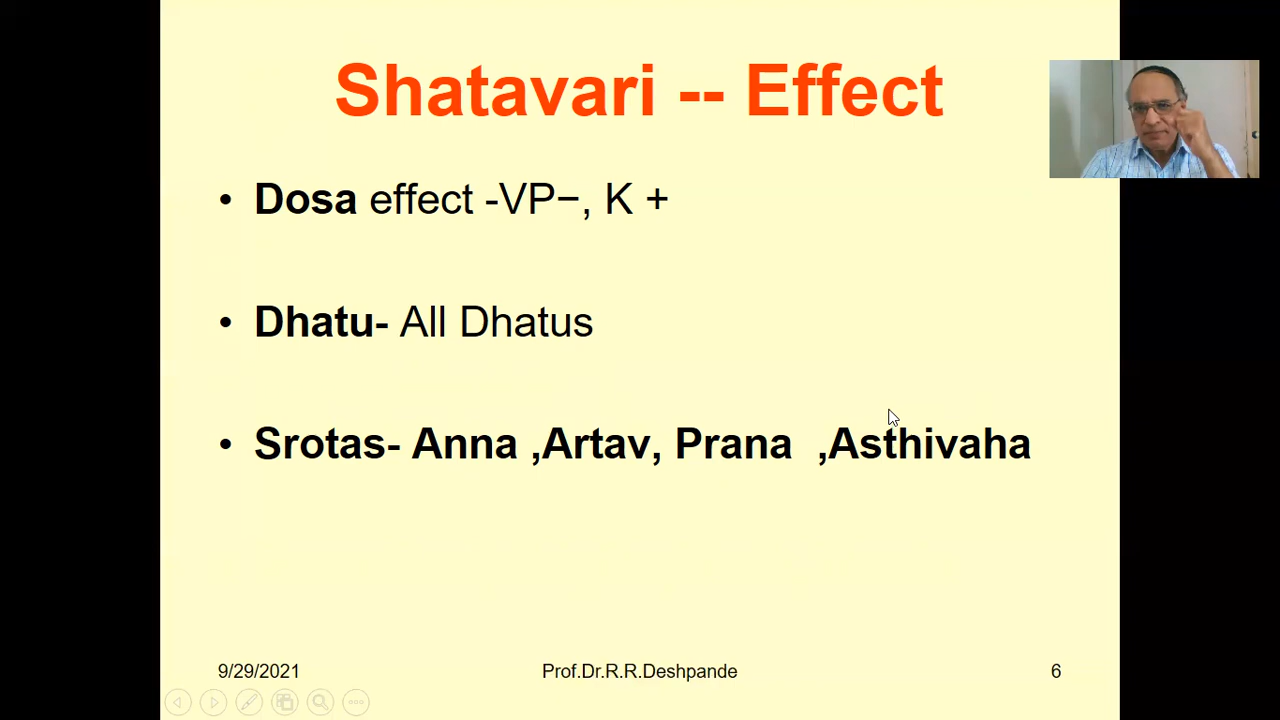 Shatavari -- Effect
• Dosa effect -VP−, K +
• Dhatu- All Dhatus
• Srotas- Anna ,Artav, Prana  ,Asthivaha
9/29/2021 Prof.Dr.R.R.Deshpande 6